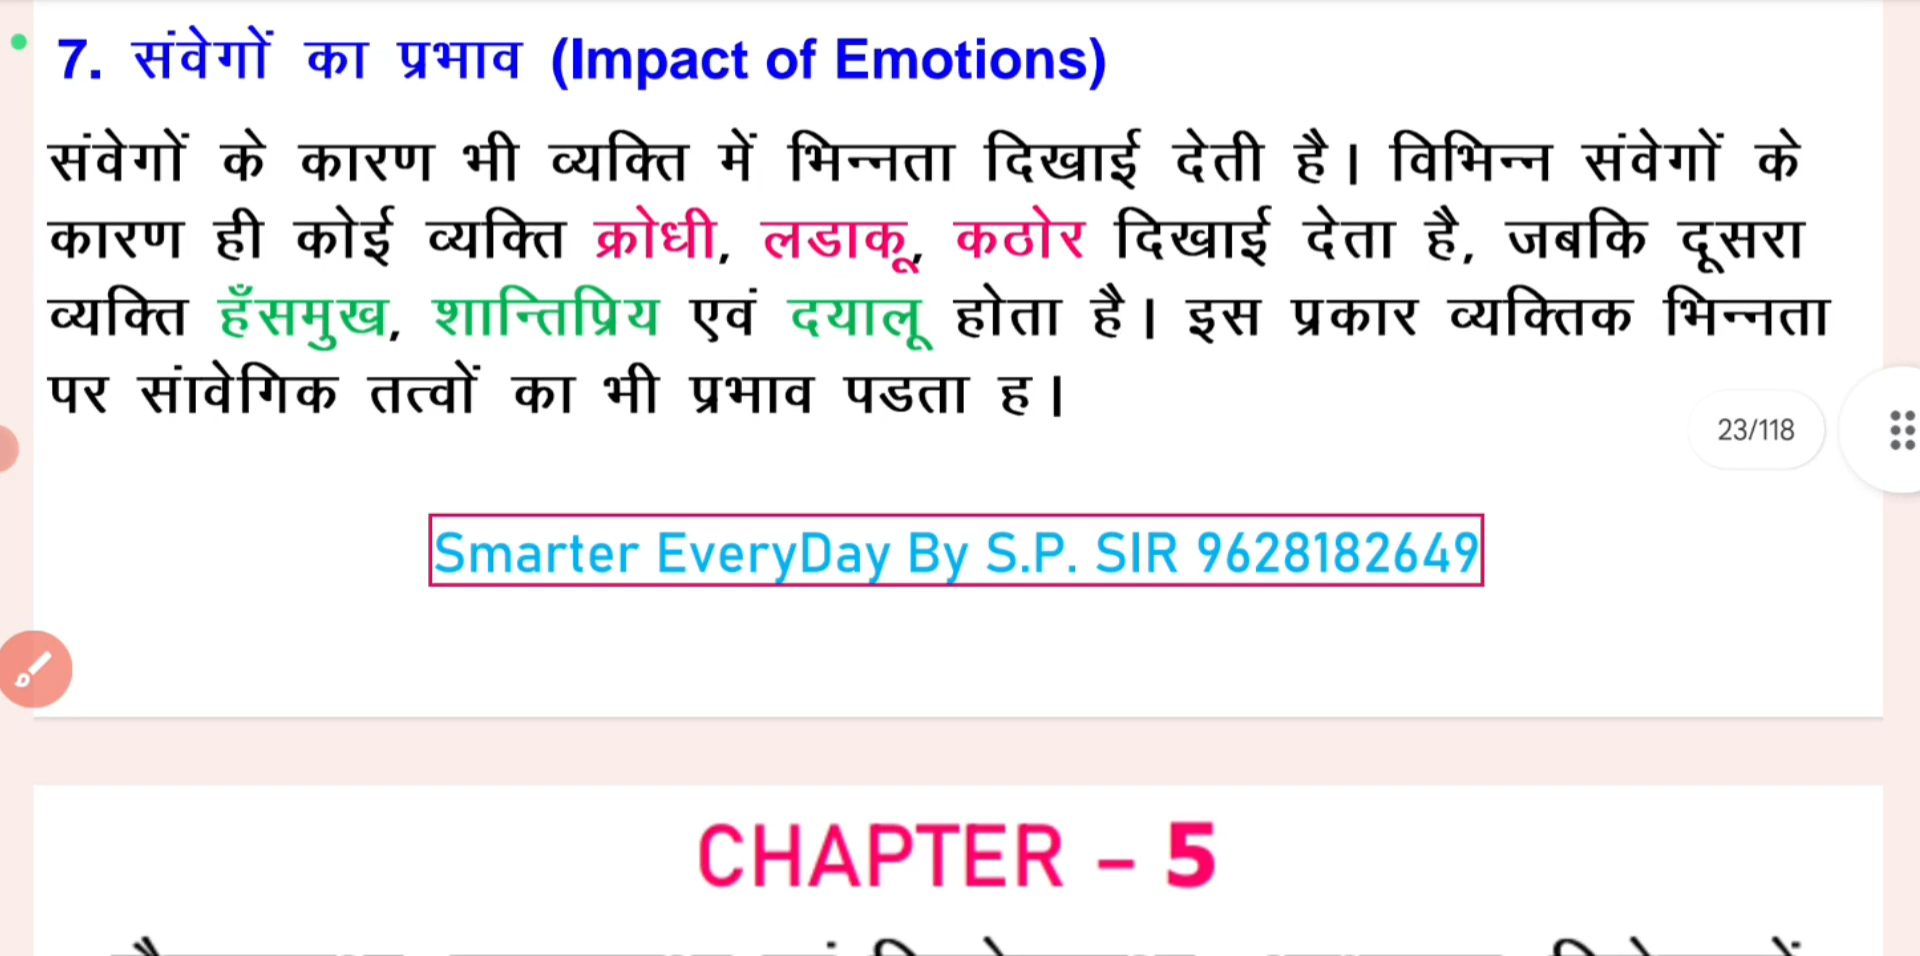 7. संवेगों का प्रभाव (Impact of Emotions)
संवेगों के कारण भी व्यक्ति में भिन्नता दिखाई देती है। विभिन्न संवेगों के
कारण ही कोई व्यक्ति क्रोधी, लडाकू, कठोर दिखाई देता है, जबकि दूसरा
व्यक्ति हँसमुख, शान्तिप्रिय एवं दयालू होता है। इस प्रकार व्यक्तिक भिन्नता
पर सांवेगिक तत्वों का भी प्रभाव पडता ह।
23/118
Smarter EveryDay By S.P. SIR 9628182649
CHAPTER – 5